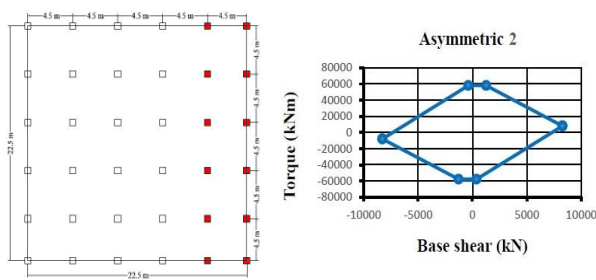 4.5 m 4.5 m 4.5 m 4.5 m 4.5 m
4.5 m
4.5 m
4.5 m
4.5 m
4.5 m
22.5 m
22.5 m
Asymmetric 2
Torque (kNm)
80000
60000
40000
20000
0
-20000
-40000
-60000
-80000
-10000 -5000 0 5000 10000
Base shear (kN)